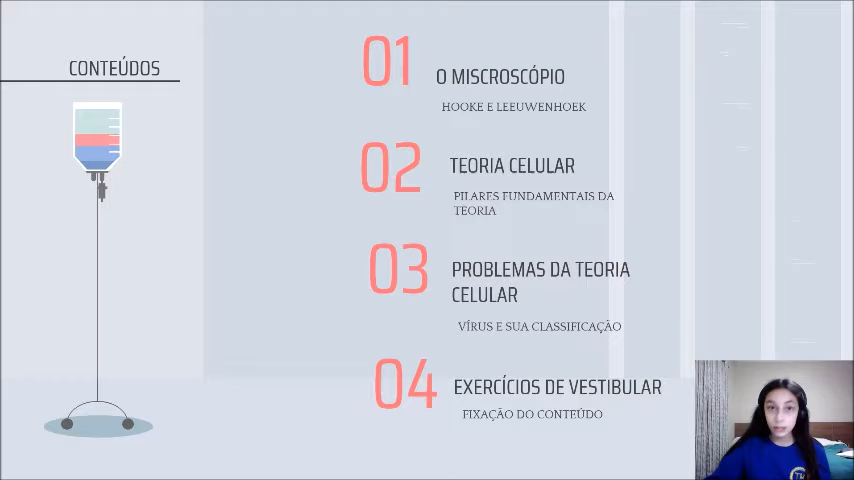 CONTEÚDOS
01
O MISCROSCÓPIO
HOOKE E LEEUWENHOEK
02
TEORIA CELULAR
PILARES FUNDAMENTAIS DA
TEORIA
03
PROBLEMAS DA TEORIA
CELULAR
VÍRUS E SUA CLASSIFICAÇÃO
04
EXERCÍCIOS DE VESTIBULAR
FIXAÇÃO DO CONTEÚDO